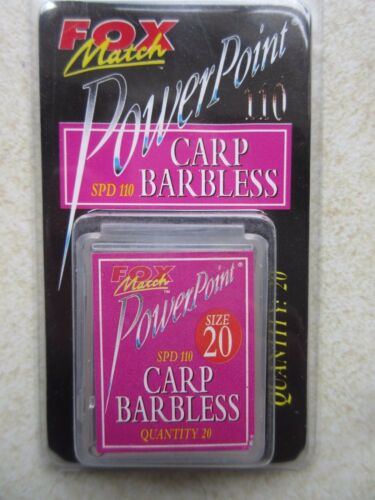 FOX
Match
PowerPoint
110
CARP
SPD 110 BARBLESS
QUANTITY: 20
FOX
Match™
PowerPoint®
SIZE
20
SPD 110
CARP
BARBLESS
QUANTITY 20